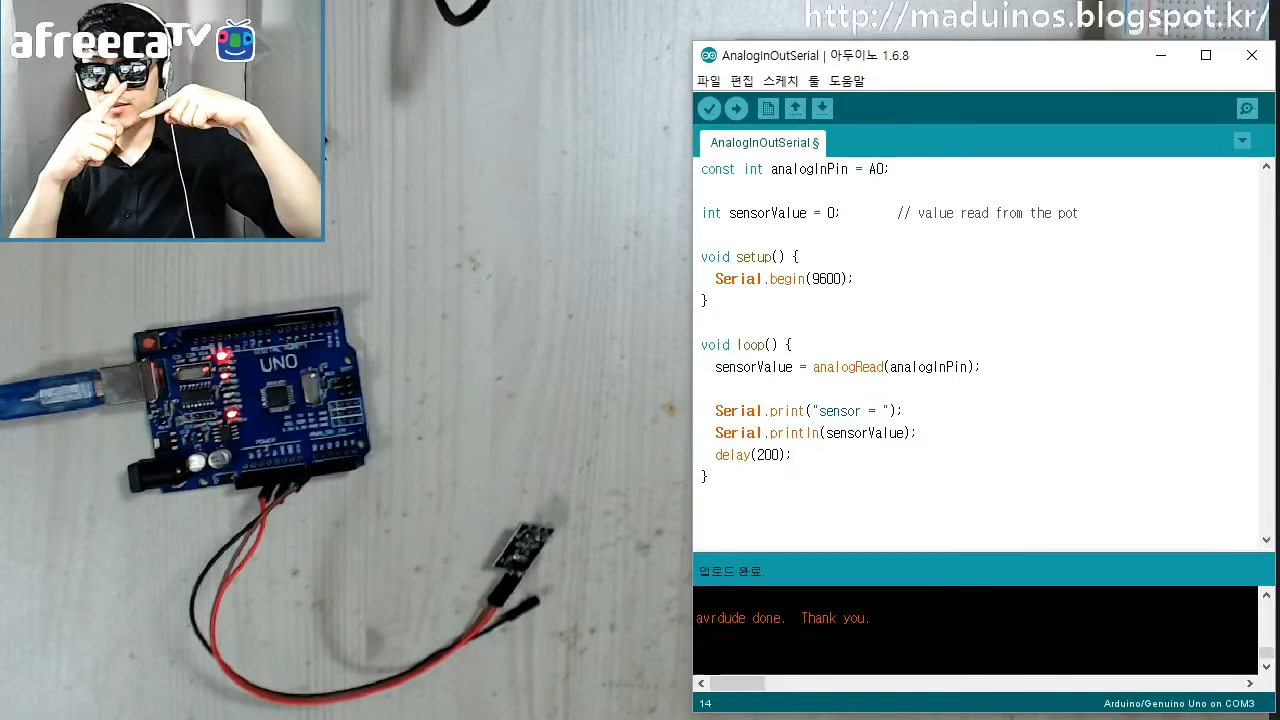 afreecaTV
http://maduinos.blogspot.kr/
AnalogInOutSerial | 아두이노 1.6.8
파일 편집 스케치 툴 도움말
AnalogInOutSerial §
const int analogInPin = A0;
int sensorValue = 0;        // value read from the pot
void setup() {
  Serial.begin(9600);
}
void loop() {
  sensorValue = analogRead(analogInPin);
  Serial.print("sensor = ");
  Serial.println(sensorValue);
  delay(200);
}
업로드 완료.
avrdude done.  Thank you.
14
Arduino/Genuino Uno on COM3
UNO
POWER